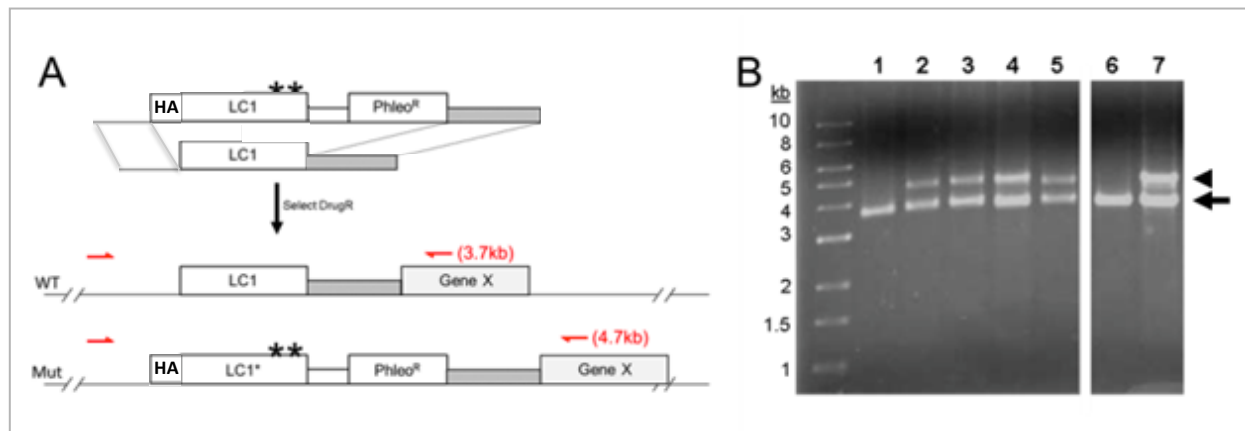 A
**
HA LC1 Phleo^R
LC1
Select DrugR
(3.7kb)
WT LC1 Gene X
(4.7kb)
**
Mut HA LC1* Phleo^R Gene X
B
1 2 3 4 5 6 7
kb
10
8
6
5
4
3
2
1.5
1